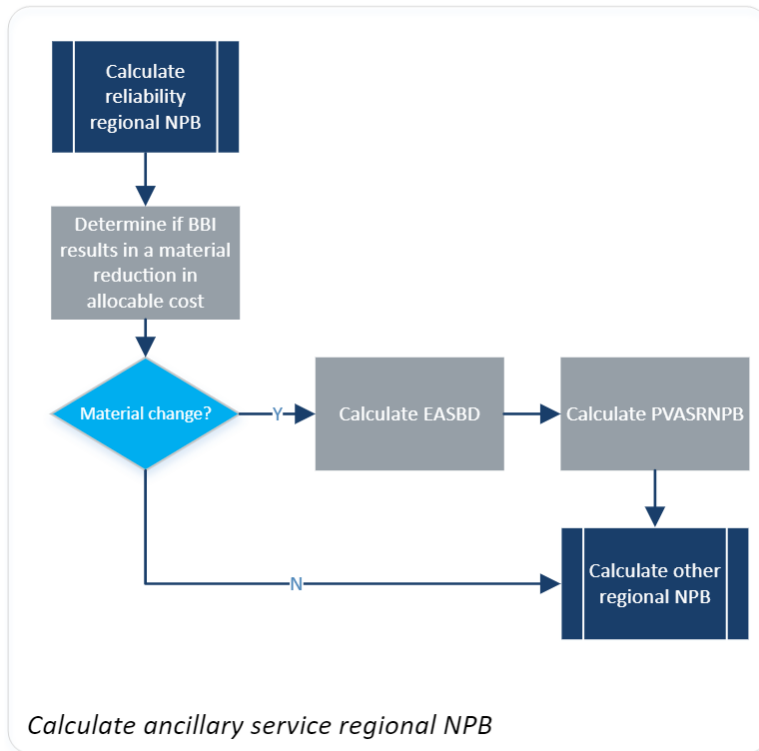 Calculate
reliability
regional NPB
Determine if BBI
results in a material
reduction in
allocable cost
Material change?
Y
Calculate EASBD
Calculate PVASRNPB
N
Calculate other
regional NPB
Calculate ancillary service regional NPB